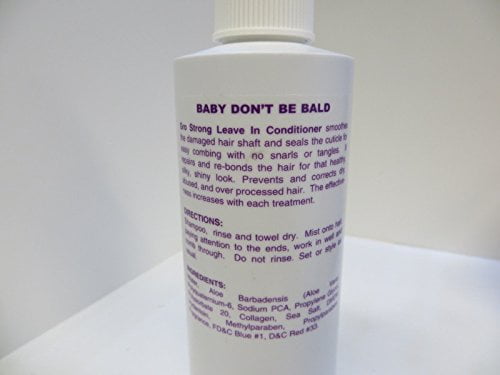 BABY DON'T BE BALD
Gro Strong Leave In Conditioner smoothes
the damaged hair shaft and seals the cuticle for
easy combing with no snarls or tangles. It
repairs and re-bonds the hair for that healthy,
silky, shiny look. Prevents and corrects dry,
abused, and over processed hair. The effective-
ness increases with each treatment.
DIRECTIONS:
Shampoo, rinse and towel dry. Mist onto hair
paying attention to the ends, work in well and
comb through. Do not rinse. Set or style as
usual.
INGREDIENTS:
Aloe Barbadensis (Aloe Vera)
Sodium PCA, Propylene Glycol,
20, Collagen, Sea Salt,
Methylparaben,
Fragrance, FD&C Blue #1, D&C Red #33.